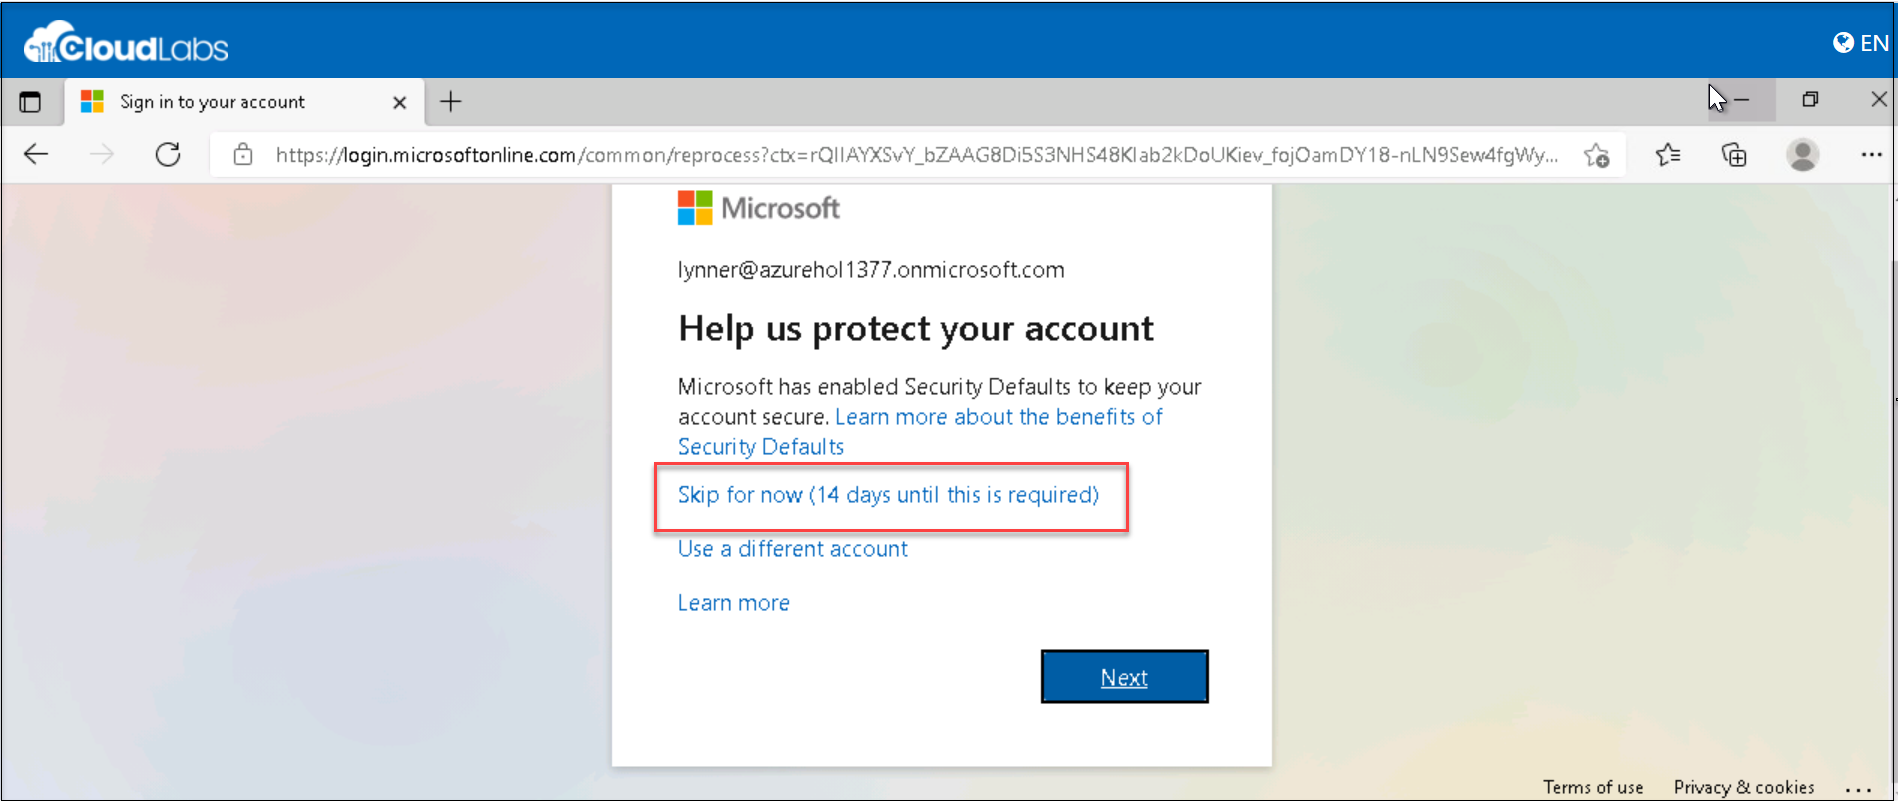 CloudLabs
EN
Sign in to your account
https://login.microsoftonline.com/common/reprocess?ctx=rQIIAYXSvY_bZAAG8Di5S3NHS48KIab2kDoUKiev_fojOamDY18-nLN9Sew4fgWy...
Microsoft
lynner@azurehol1377.onmicrosoft.com
Help us protect your account
Microsoft has enabled Security Defaults to keep your
account secure. Learn more about the benefits of
Security Defaults
Skip for now (14 days until this is required)
Use a different account
Learn more
Next
Terms of use Privacy & cookies ...